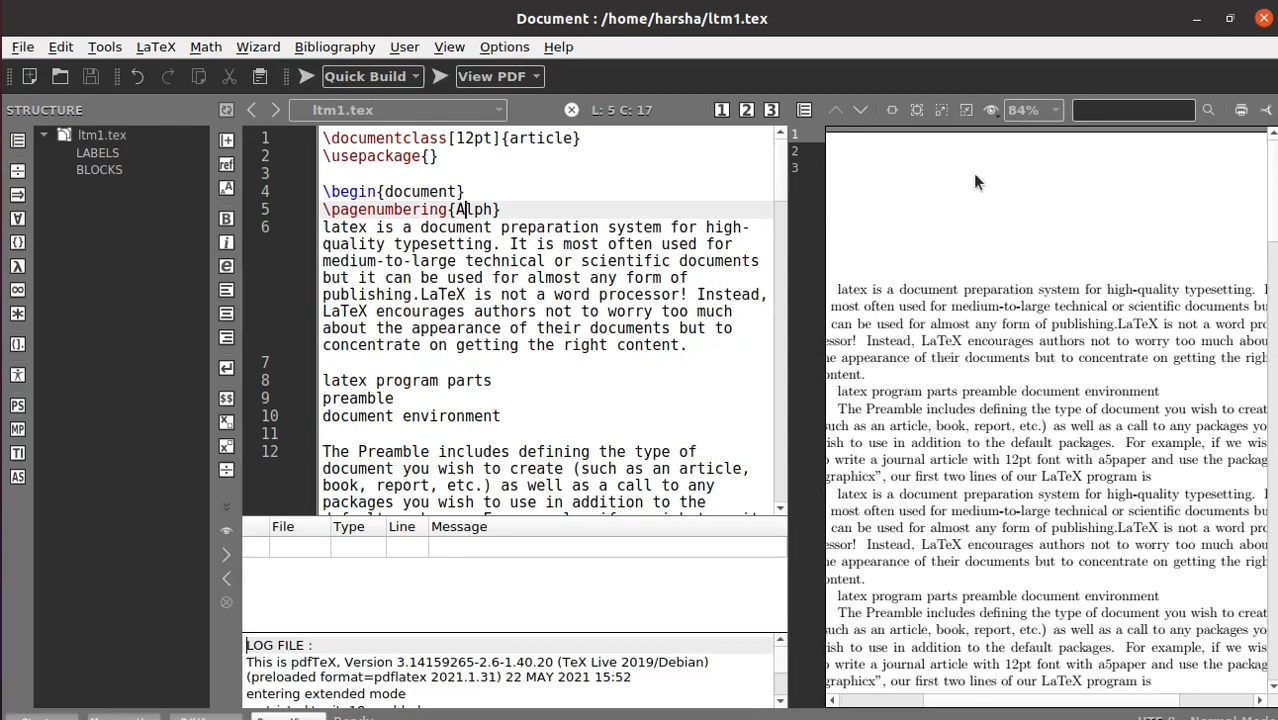 Document : /home/harsha/ltm1.tex
File Edit Tools LaTeX Math Wizard Bibliography User View Options Help
Quick Build View PDF
STRUCTURE ltm1.tex L: 5 C: 17 1 2 3 84%
ltm1.tex
LABELS
BLOCKS
1 \documentclass[12pt]{article}
2 \usepackage{}
3
4 \begin{document}
5 \pagenumbering{Alph}
6 latex is a document preparation system for high-
quality typesetting. It is most often used for
medium-to-large technical or scientific documents
but it can be used for almost any form of
publishing.LaTeX is not a word processor! Instead,
LaTeX encourages authors not to worry too much
about the appearance of their documents but to
concentrate on getting the right content.
7
8 latex program parts
9 preamble
10 document environment
11
12 The Preamble includes defining the type of
document you wish to create (such as an article,
book, report, etc.) as well as a call to any
packages you wish to use in addition to the
File Type Line Message
LOG FILE :
This is pdfTeX, Version 3.14159265-2.6-1.40.20 (TeX Live 2019/Debian)
(preloaded format=pdflatex 2021.1.31) 22 MAY 2021 15:52
entering extended mode
1
2
3
latex is a document preparation system for high-quality typesetting.
most often used for medium-to-large technical or scientific documents
can be used for almost any form of publishing.LaTeX is not a word
Instead, LaTeX encourages authors not to worry too much
appearance of their documents but to concentrate on getting the
latex program parts preamble document environment
The Preamble includes defining the type of document you wish to
such as an article, book, report, etc.) as well as a call to any packages
wish to use in addition to the default packages. For example, if we
write a journal article with 12pt font with a5paper and use the
graphicx", our first two lines of our LaTeX program is
latex is a document preparation system for high-quality typesetting.
most often used for medium-to-large technical or scientific documents
can be used for almost any form of publishing.LaTeX is not a word
Instead, LaTeX encourages authors not to worry too much
appearance of their documents but to concentrate on getting the
latex program parts preamble document environment
The Preamble includes defining the type of document you wish to
such as an article, book, report, etc.) as well as a call to any packages
wish to use in addition to the default packages. For example, if we
write a journal article with 12pt font with a5paper and use the
graphicx", our first two lines of our LaTeX program is